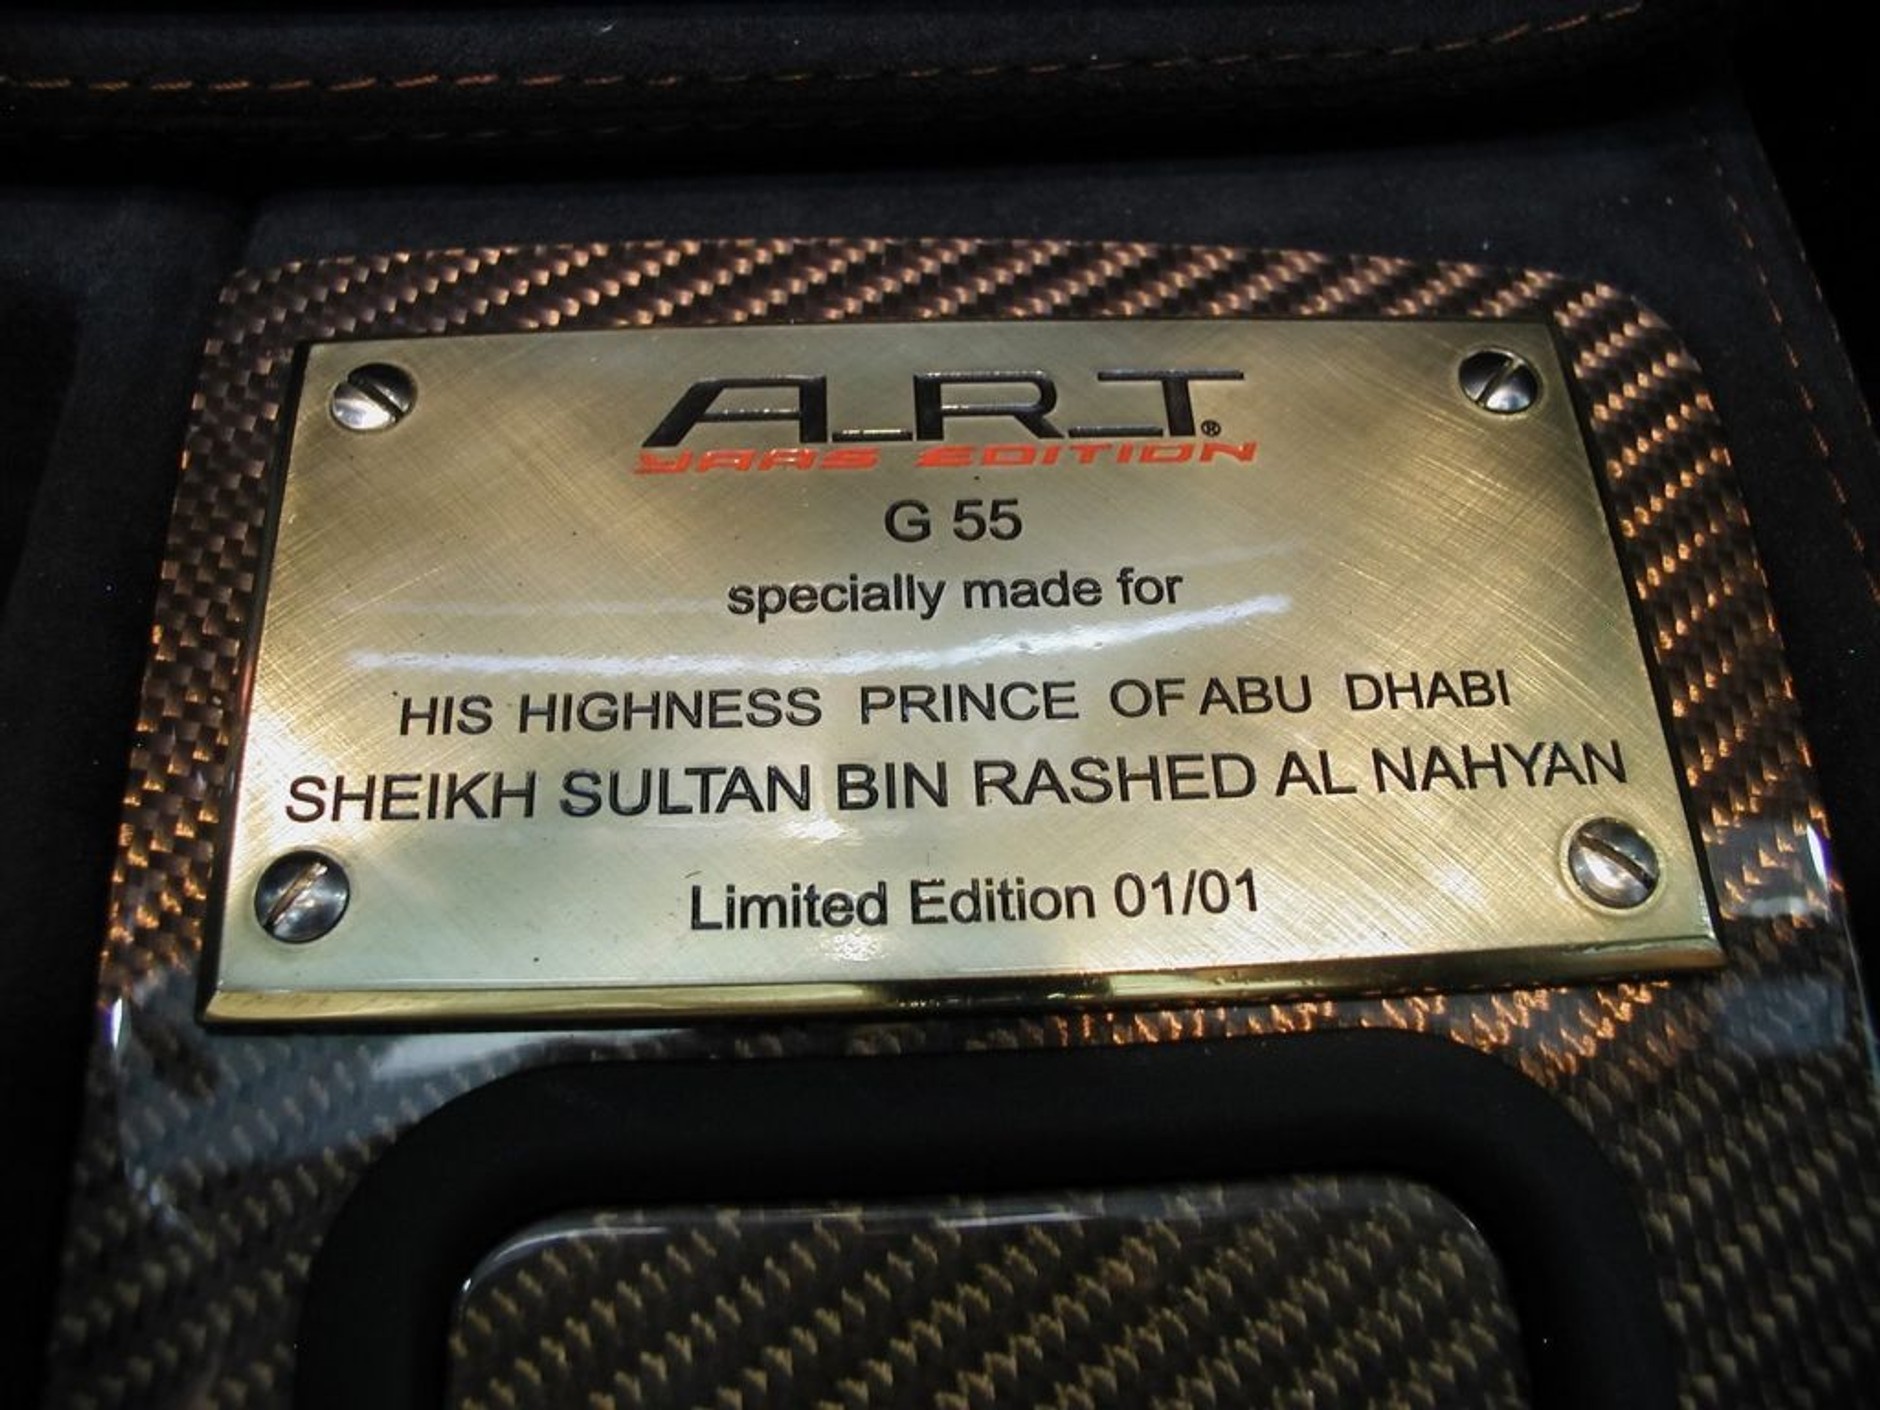 A.R.T.®
YAAS EDITION
G 55
specially made for
HIS HIGHNESS PRINCE OF ABU DHABI
SHEIKH SULTAN BIN RASHED AL NAHYAN
Limited Edition 01/01